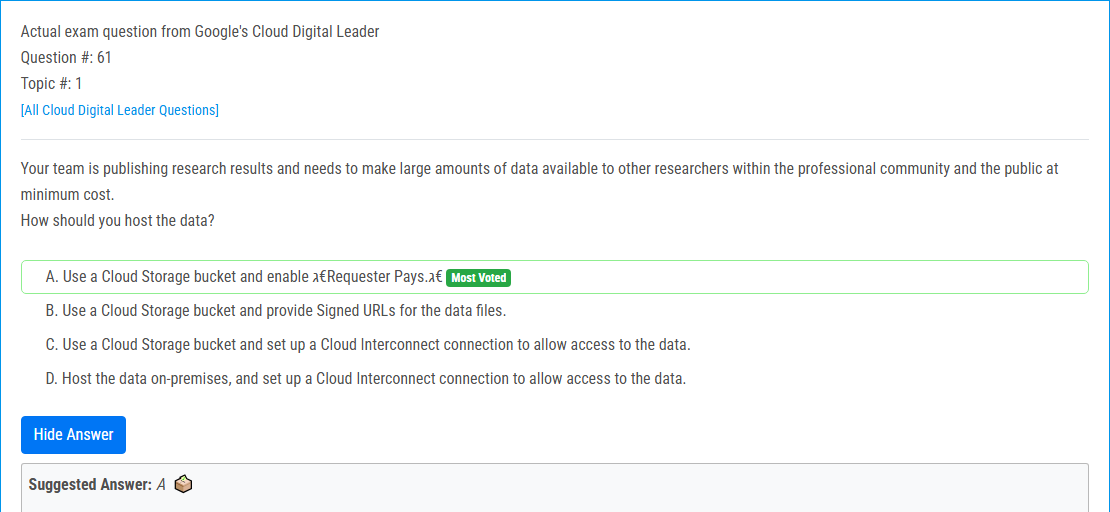 Actual exam question from Google's Cloud Digital Leader
Question #: 61
Topic #: 1
[All Cloud Digital Leader Questions]
Your team is publishing research results and needs to make large amounts of data available to other researchers within the professional community and the public at
minimum cost.
How should you host the data?
A. Use a Cloud Storage bucket and enable ג€Requester Pays.ג€ Most Voted
B. Use a Cloud Storage bucket and provide Signed URLs for the data files.
C. Use a Cloud Storage bucket and set up a Cloud Interconnect connection to allow access to the data.
D. Host the data on-premises, and set up a Cloud Interconnect connection to allow access to the data.
Hide Answer
Suggested Answer: A